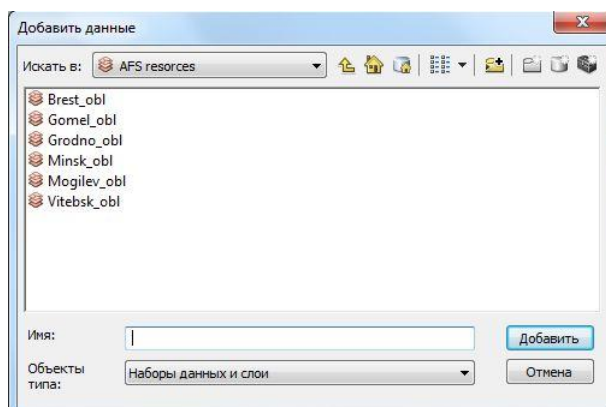 Добавить данные
Искать в: AFS resorces
Brest_obl
Gomel_obl
Grodno_obl
Minsk_obl
Mogilev_obl
Vitebsk_obl
Имя: Добавить
Объекты типа: Наборы данных и слои Отмена